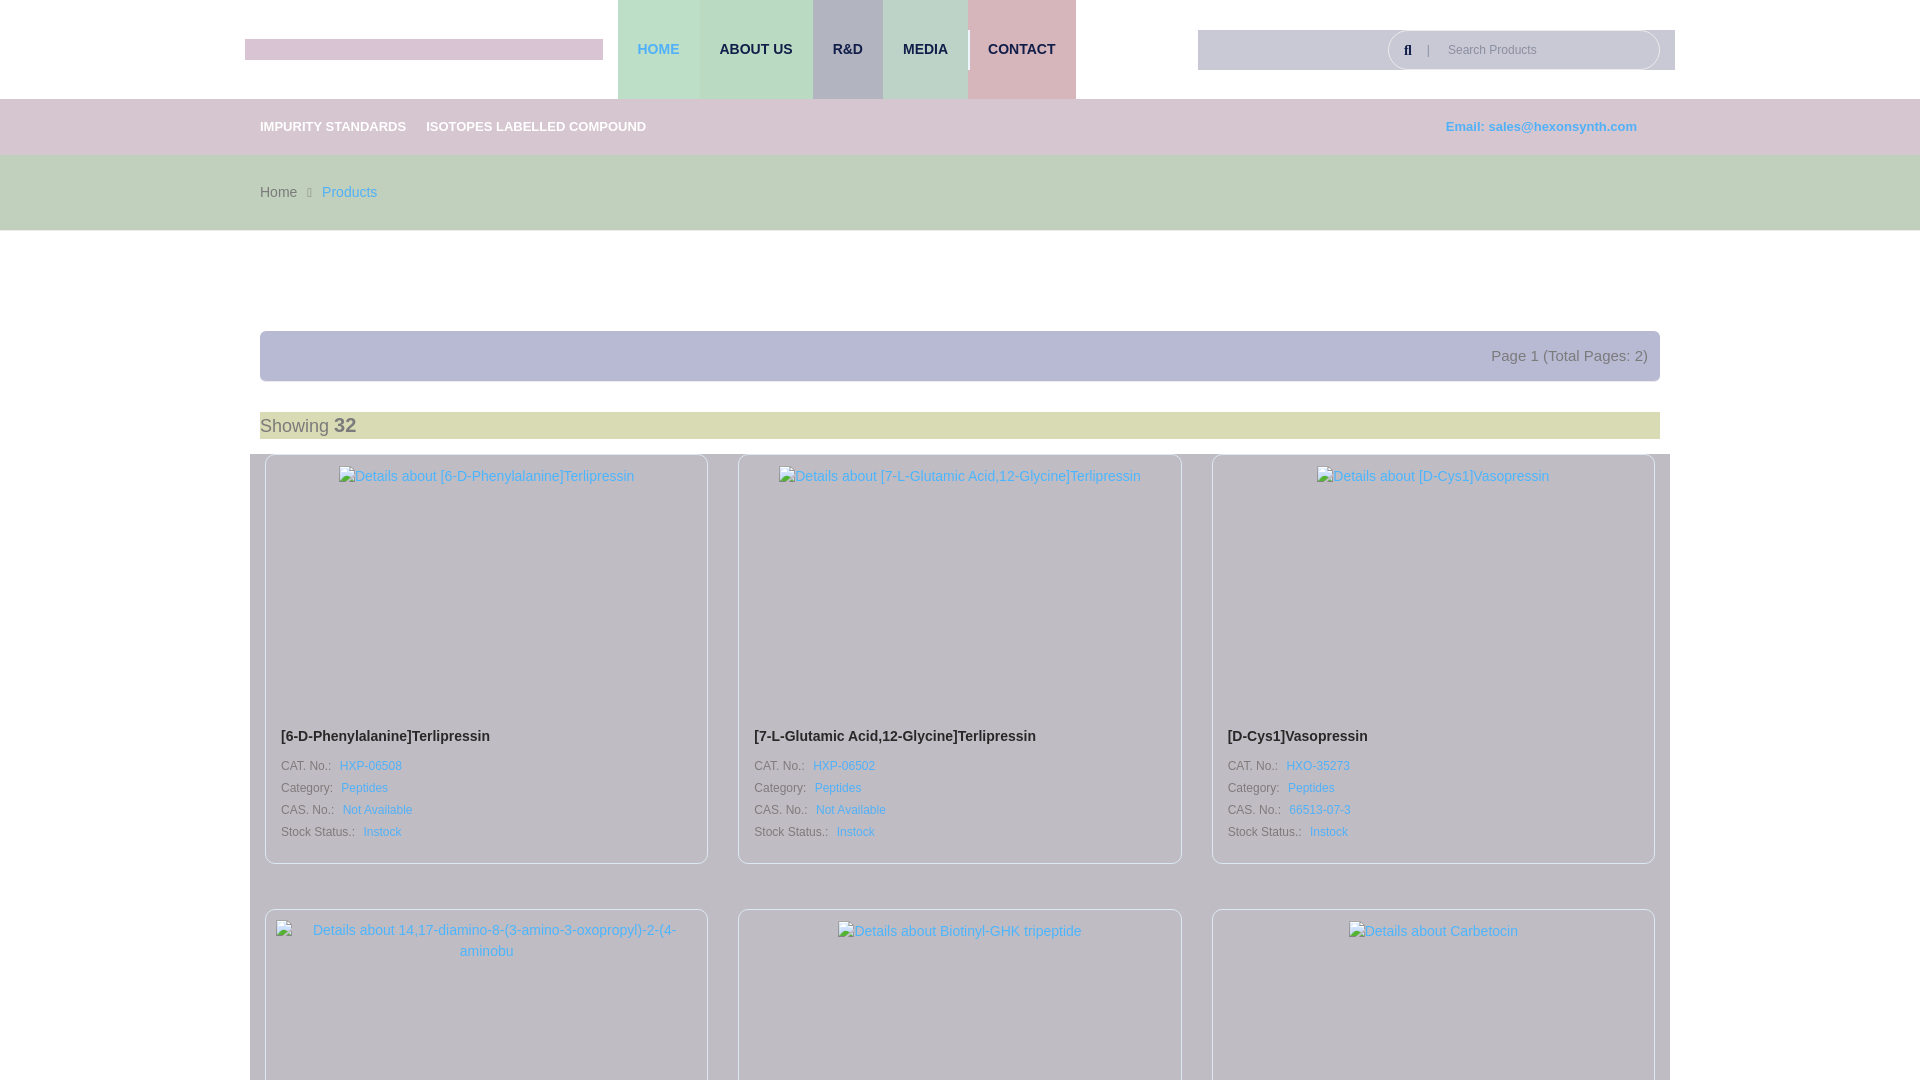 HOME ABOUT US R&D MEDIA CONTACT
| Search Products
IMPURITY STANDARDS ISOTOPES LABELLED COMPOUND Email: sales@hexonsynth.com
Home Products
Page 1 (Total Pages: 2)
Showing 32
Details about [6-D-Phenylalanine]Terlipressin
[6-D-Phenylalanine]Terlipressin
CAT. No.: HXP-06508
Category: Peptides
CAS. No.: Not Available
Stock Status.: Instock
Details about [7-L-Glutamic Acid,12-Glycine]Terlipressin
[7-L-Glutamic Acid,12-Glycine]Terlipressin
CAT. No.: HXP-06502
Category: Peptides
CAS. No.: Not Available
Stock Status.: Instock
Details about [D-Cys1]Vasopressin
[D-Cys1]Vasopressin
CAT. No.: HXO-35273
Category: Peptides
CAS. No.: 66513-07-3
Stock Status.: Instock
Details about 14,17-diamino-8-(3-amino-3-oxopropyl)-2-(4-
aminobu
Details about Biotinyl-GHK tripeptide
Details about Carbetocin